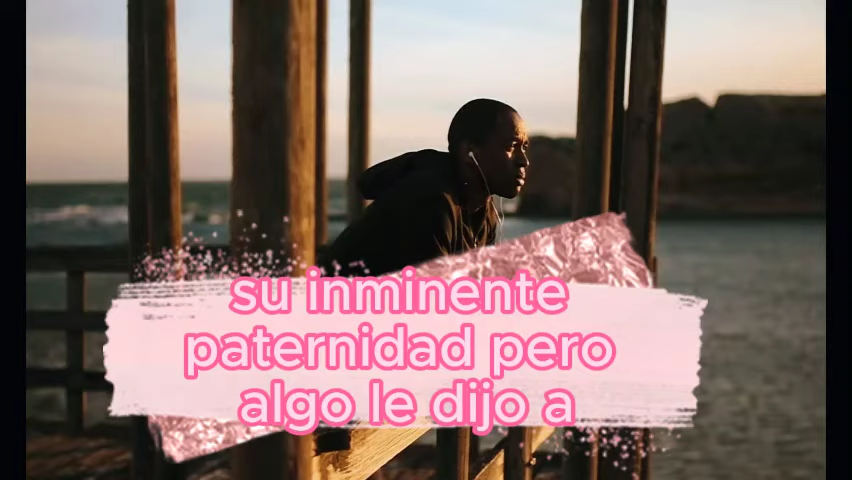 su inminente
paternidad pero
algo le dijo a